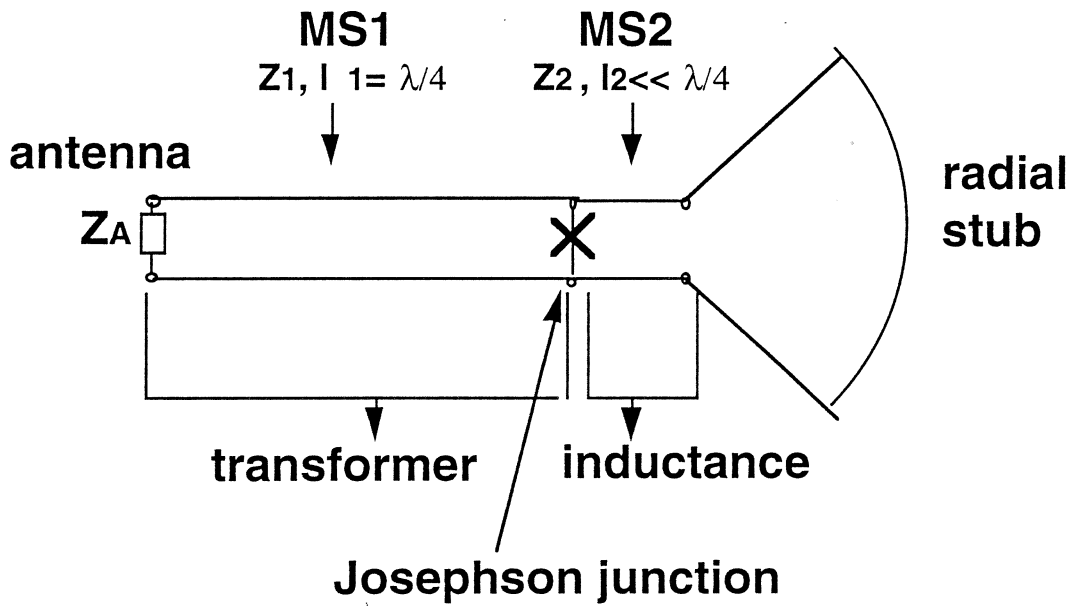 MS1
Z1, l 1= λ/4
MS2
Z2 , l2<< λ/4
antenna
ZA
radial
stub
transformer
inductance
Josephson junction